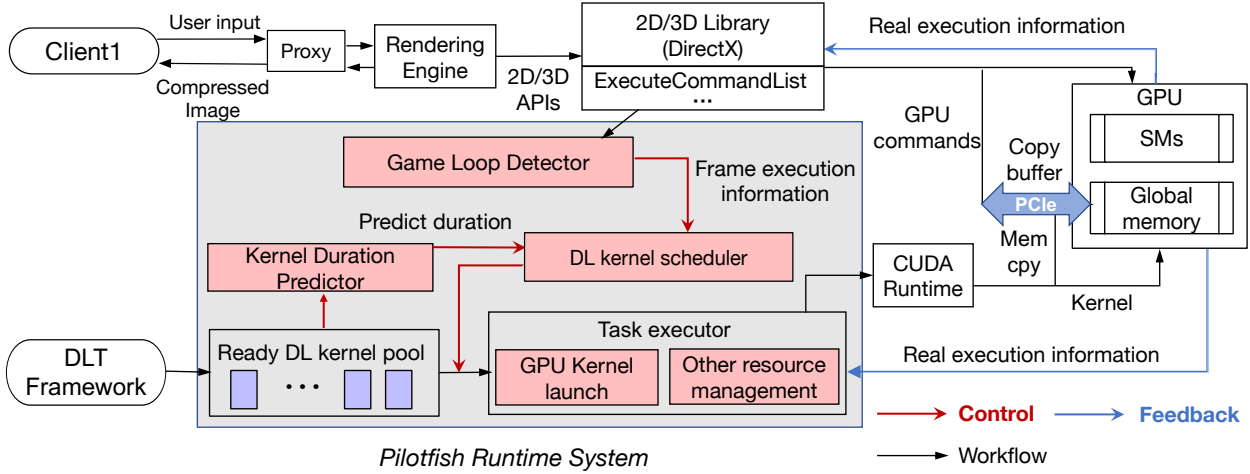 Client1
User input
Compressed
Image
Proxy
Rendering
Engine
2D/3D
APIs
2D/3D Library
(DirectX)
ExecuteCommandList
...
Real execution information
GPU
commands
GPU
SMs
Global
memory
Copy
buffer
PCIe
Mem
cpy
Game Loop Detector
Frame execution
information
Predict duration
Kernel Duration
Predictor
DL kernel scheduler
CUDA
Runtime
Kernel
DLT
Framework
Ready DL kernel pool
...
Task executor
GPU Kernel
launch
Other resource
management
Real execution information
Control
Feedback
Workflow
Pilotfish Runtime System